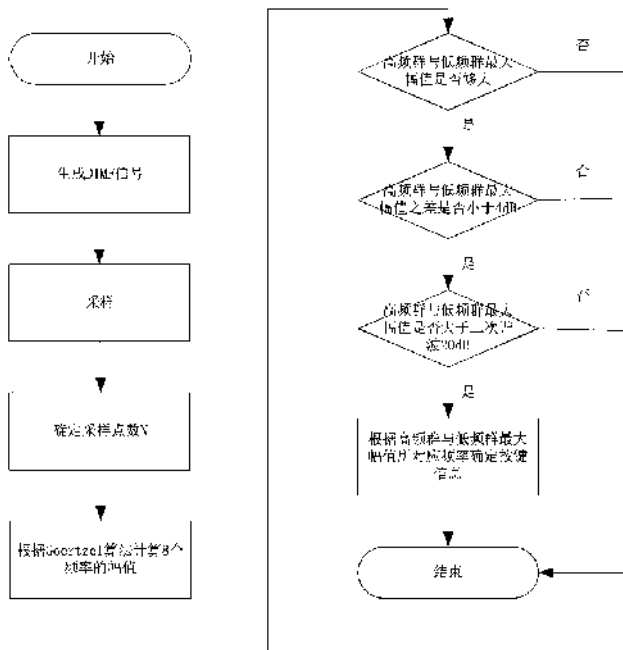 开始
生成DTMF信号
采样
确定采样点数N
根据Goertzel算法计算8个
频率的幅值
高频群与低频群最大
幅值是否够大
否
是
高频群与低频群最大
幅值之差是否小于4dB
否
是
高频群与低频群最大
幅值是否大于二次谐
波20dB
否
是
根据高频群与低频群最大
幅值所对应频率确定按键
信息
结束